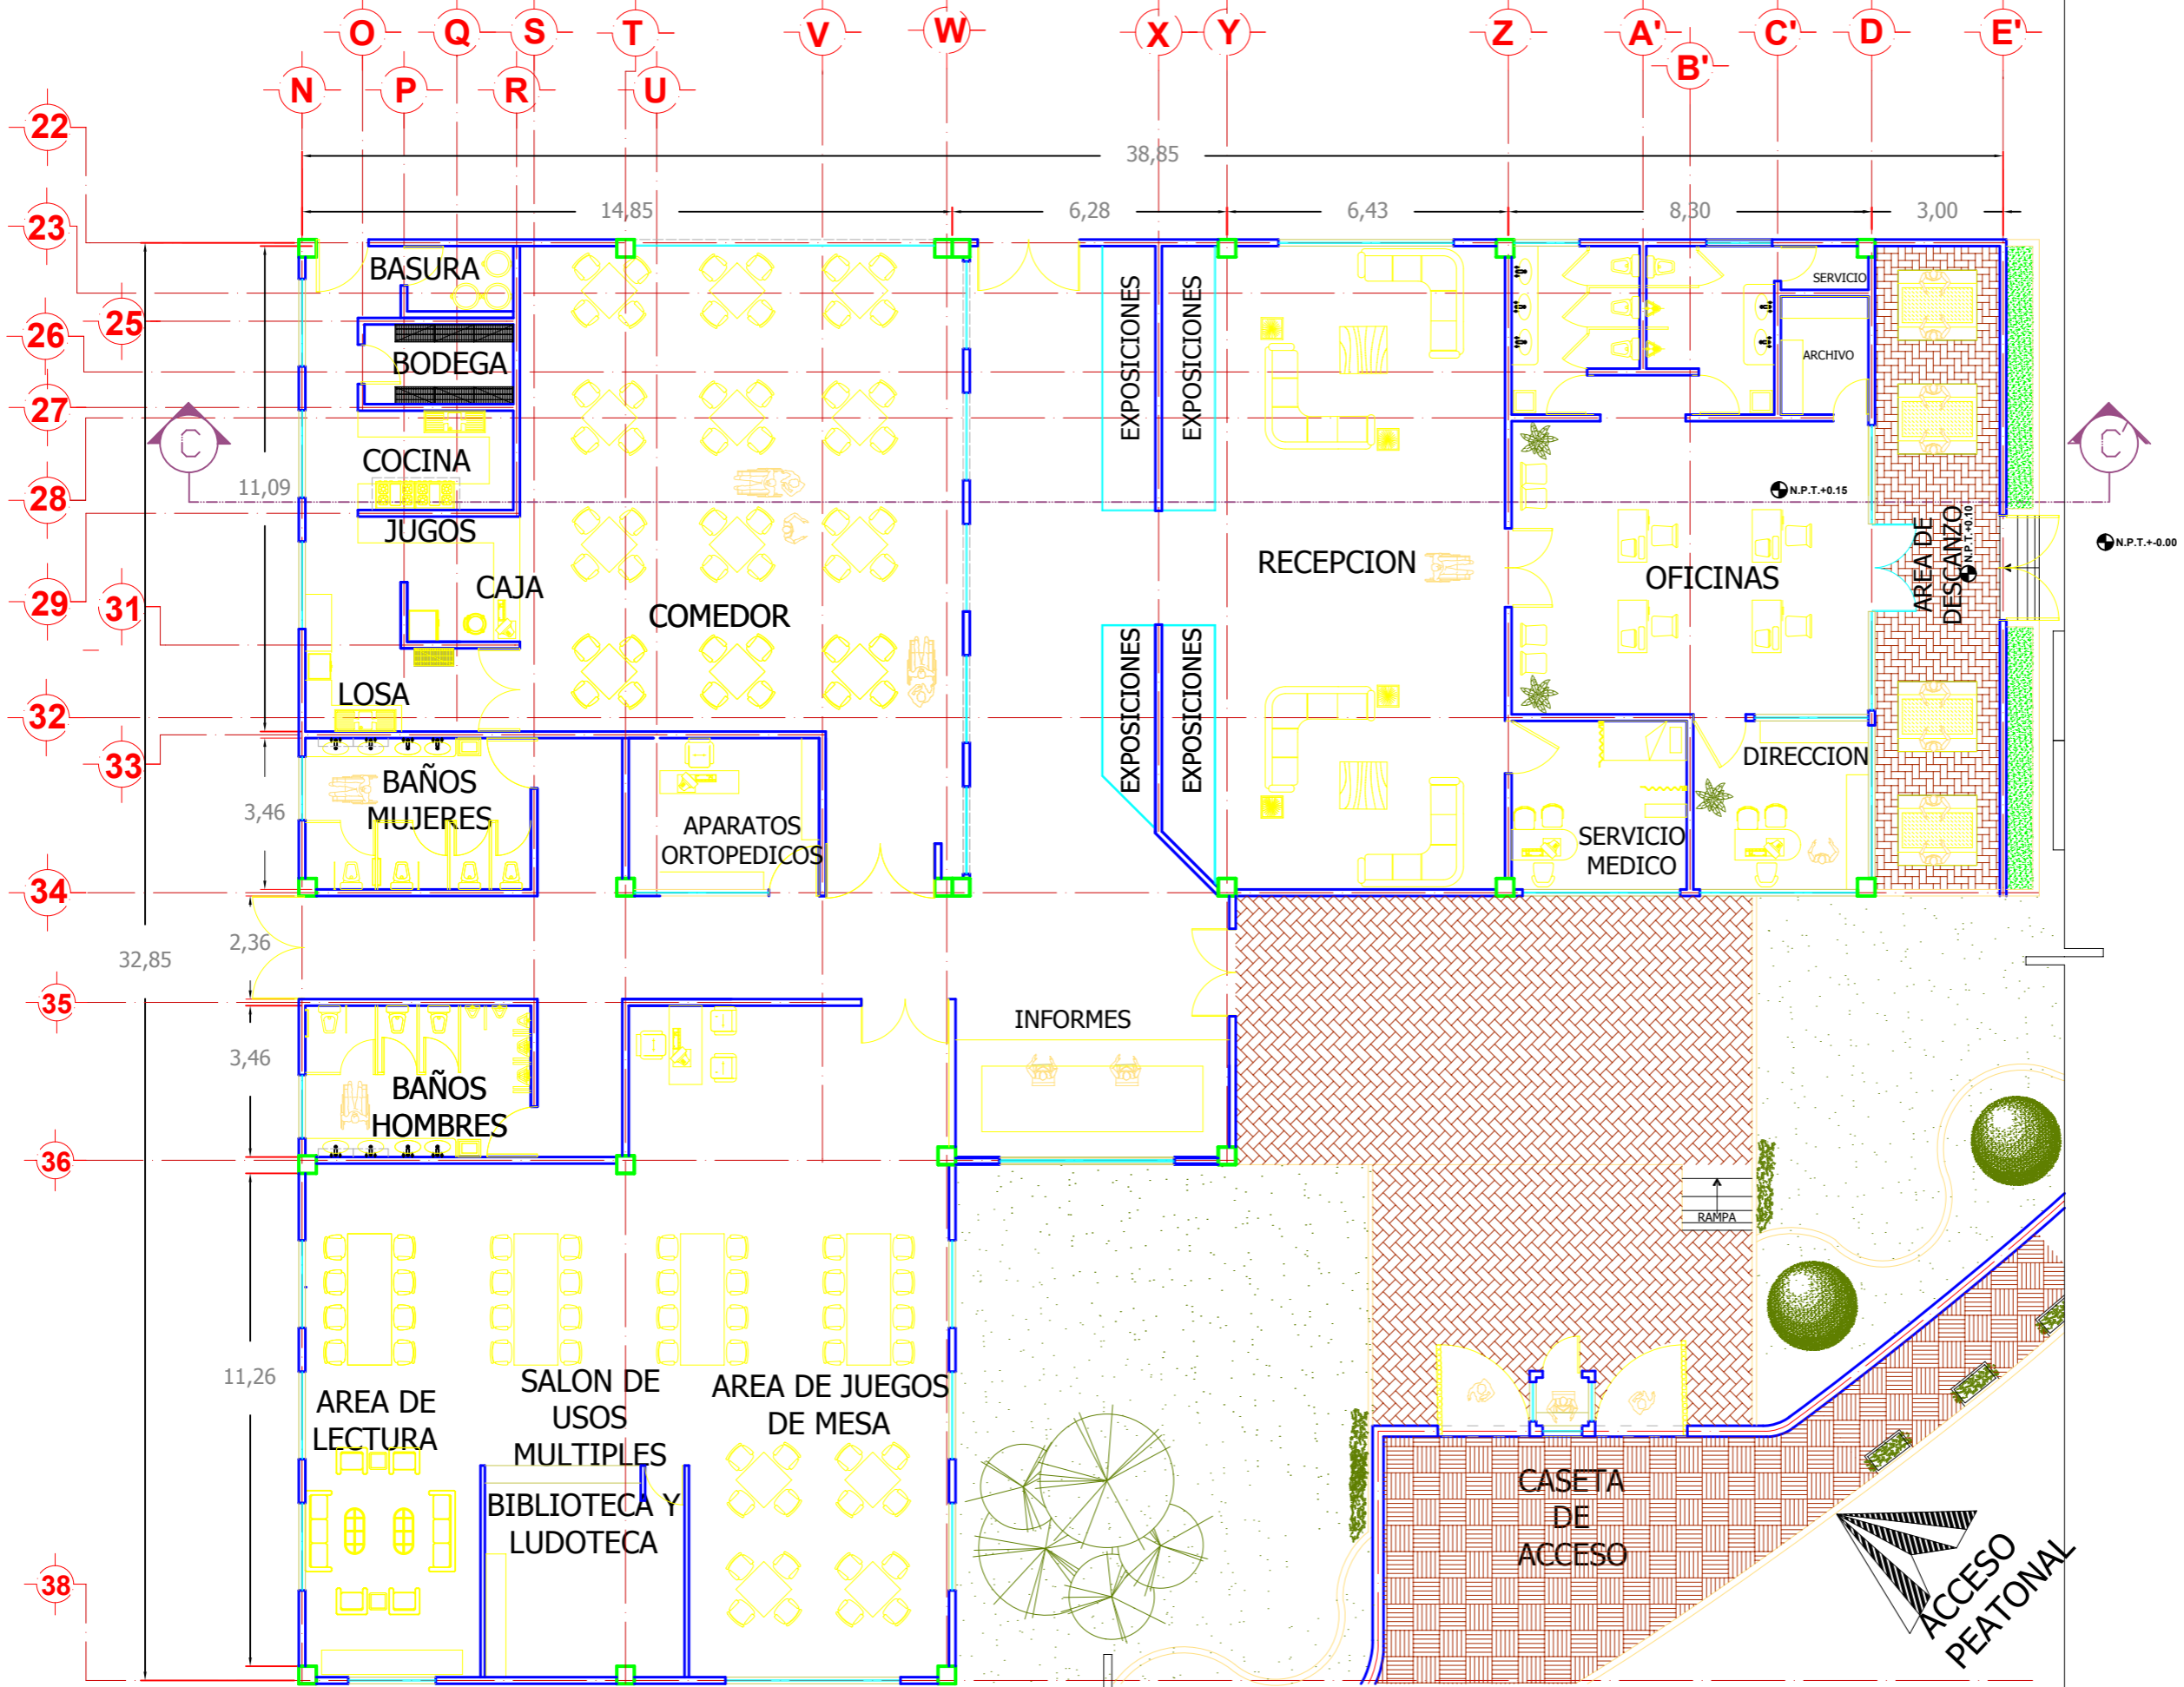 O Q S T V W X Y Z A' C' D E'
B'
N P R U
22
38,85
23
14,85 6,28 6,43 8,30 3,00
BASURA
SERVICIO
EXPOSICIONES
EXPOSICIONES
25
26
BODEGA
ARCHIVO
27
C
C'
COCINA
11,09
28
N.P.T.+0.15
JUGOS
AREA DE
DESCANZO
N.P.T.+0.10
N.P.T.+-0.00
RECEPCION
OFICINAS
CAJA
29
31
COMEDOR
EXPOSICIONES
EXPOSICIONES
LOSA
32
33
DIRECCION
BAÑOS
MUJERES
3,46
APARATOS
ORTOPEDICOS
SERVICIO
MEDICO
34
2,36
32,85
35
INFORMES
3,46
BAÑOS
HOMBRES
36
RAMPA
11,26
AREA DE
LECTURA
SALON DE
USOS
MULTIPLES
AREA DE JUEGOS
DE MESA
BIBLIOTECA Y
LUDOTECA
CASETA
DE
ACCESO
ACCESO
PEATONAL
38